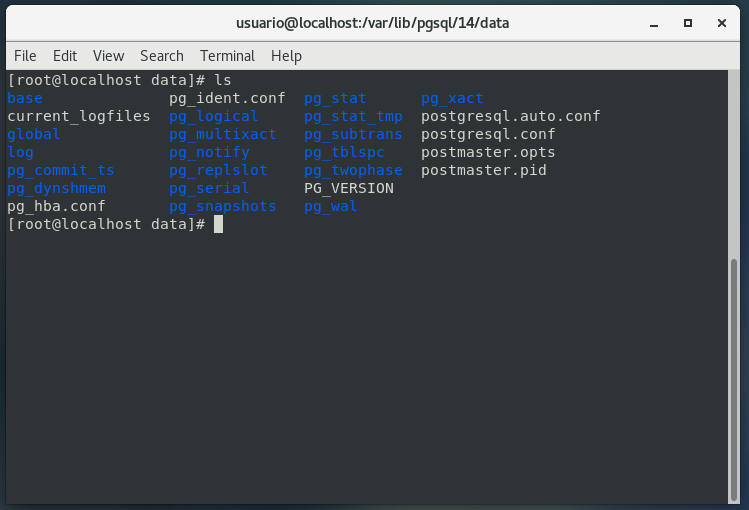 usuario@localhost:/var/lib/pgsql/14/data
File Edit View Search Terminal Help
[root@localhost data]# ls
base pg_ident.conf pg_stat pg_xact
current_logfiles pg_logical pg_stat_tmp postgresql.auto.conf
global pg_multixact pg_subtrans postgresql.conf
log pg_notify pg_tblspc postmaster.opts
pg_commit_ts pg_replslot pg_twophase postmaster.pid
pg_dynshmem pg_serial PG_VERSION
pg_hba.conf pg_snapshots pg_wal
[root@localhost data]#